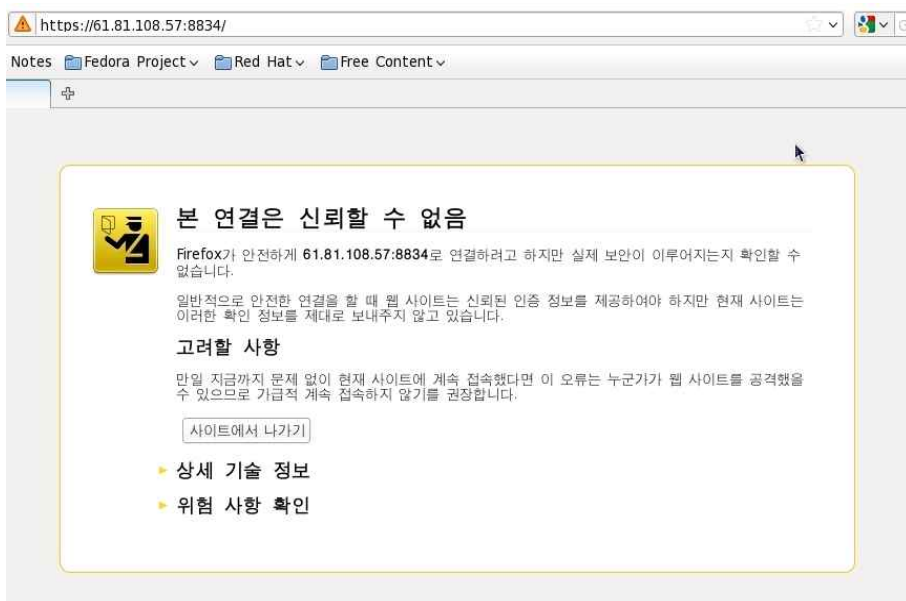 https://61.81.108.57:8834/
Notes Fedora Project Red Hat Free Content
본 연결은 신뢰할 수 없음
Firefox가 안전하게 61.81.108.57:8834로 연결하려고 하지만 실제 보안이 이루어지는지 확인할 수
없습니다.
일반적으로 안전한 연결을 할 때 웹 사이트는 신뢰된 인증 정보를 제공하여야 하지만 현재 사이트는
이러한 확인 정보를 제대로 보내주지 않고 있습니다.
고려할 사항
만일 지금까지 문제 없이 현재 사이트에 계속 접속했다면 이 오류는 누군가가 웹 사이트를 공격했을
수 있으므로 가급적 계속 접속하지 않기를 권장합니다.
사이트에서 나가기
상세 기술 정보
위험 사항 확인